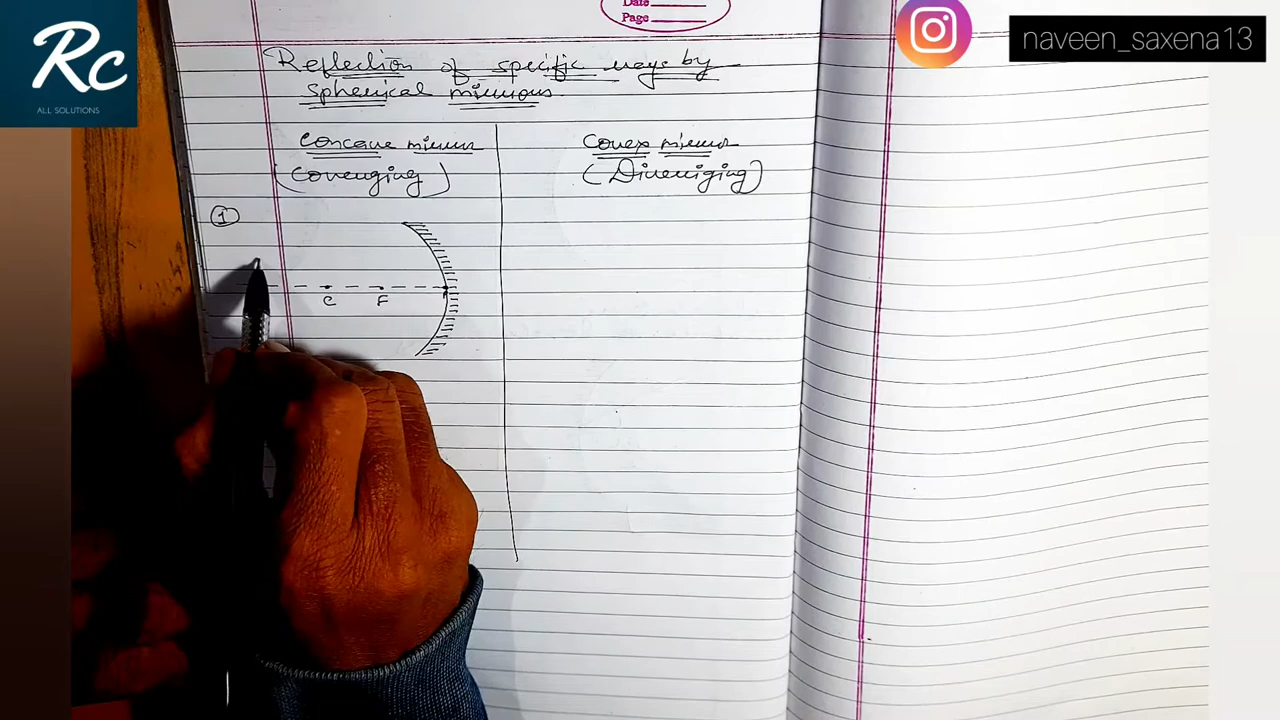 Date
Page
Rc
ALL SOLUTIONS
naveen_saxena13
Reflection of specific rays by
spherical mirrors
Concave mirror
(Converging)
Convex mirror
(Diverging)
1
C F